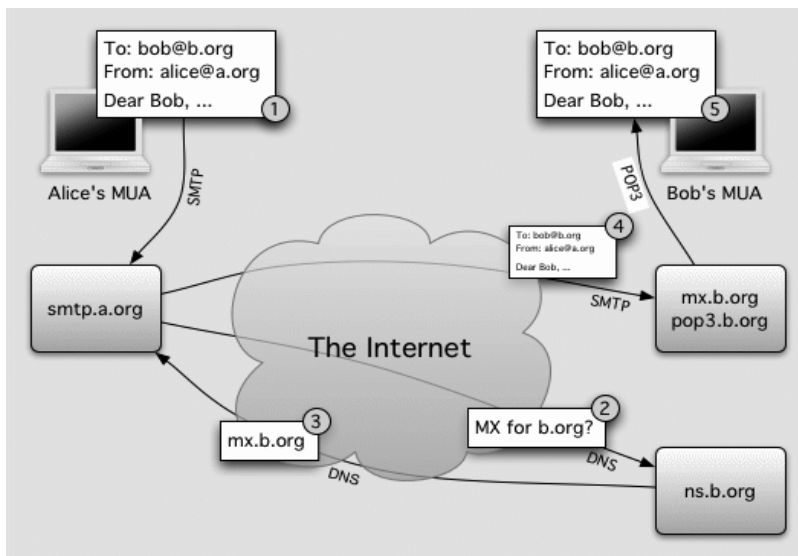 To: bob@b.org
From: alice@a.org
Dear Bob, ...
1
Alice's MUA
SMTP
To: bob@b.org
From: alice@a.org
Dear Bob, ...
5
Bob's MUA
POP3
To: bob@b.org
From: alice@a.org
Dear Bob, ...
4
SMTP
smtp.a.org
mx.b.org
pop3.b.org
The Internet
MX for b.org?
2
DNS
mx.b.org
3
DNS
ns.b.org